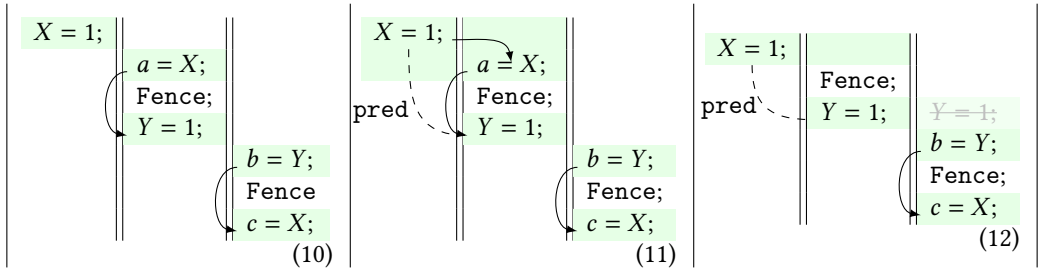 X = 1;
a = X;
Fence;
Y = 1;
b = Y;
Fence
c = X;
(10)
X = 1;
a = X;
Fence;
pred
Y = 1;
b = Y;
Fence;
c = X;
(11)
X = 1;
Fence;
pred
Y = 1;
Y = 1;
b = Y;
Fence;
c = X;
(12)